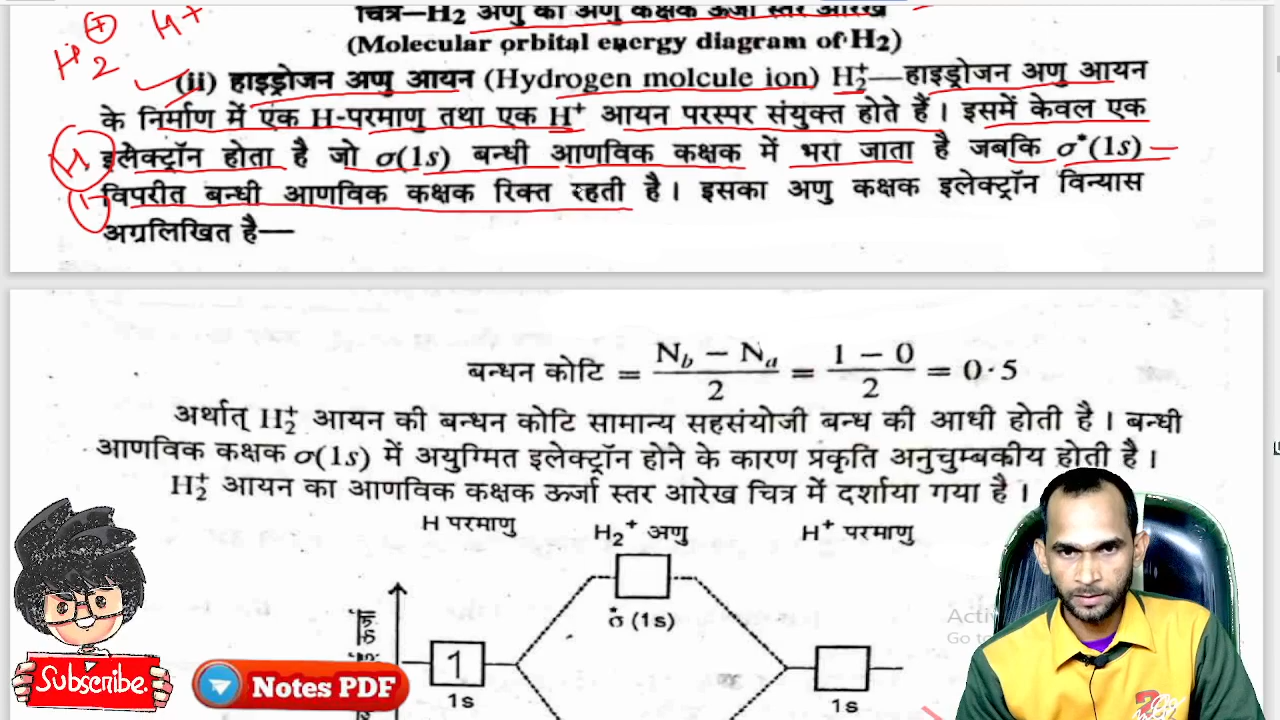 चित्र—H2 अणु का अणु कक्षक ऊर्जा स्तर आरेख
(Molecular orbital energy diagram of H2)
H2 ⊕ H+
(ii) हाइड्रोजन अणु आयन (Hydrogen molcule ion) H2+—हाइड्रोजन अणु आयन
के निर्माण में एक H-परमाणु तथा एक H+ आयन परस्पर संयुक्त होते हैं। इसमें केवल एक
H
इलेक्ट्रॉन होता है जो σ(1s) बन्धी आणविक कक्षक में भरा जाता है जबकि σ*(1s)
विपरीत बन्धी आणविक कक्षक रिक्त रहती है। इसका अणु कक्षक इलेक्ट्रॉन विन्यास
अग्रलिखित है—
बन्धन कोटि = (Nb − Na)/2 = (1 − 0)/2 = 0·5
अर्थात् H2+ आयन की बन्धन कोटि सामान्य सहसंयोजी बन्ध की आधी होती है। बन्धी
आणविक कक्षक σ(1s) में अयुग्मित इलेक्ट्रॉन होने के कारण प्रकृति अनुचुम्बकीय होती है।
H2+ आयन का आणविक कक्षक ऊर्जा स्तर आरेख चित्र में दर्शाया गया है।
H परमाणु H2+ अणु H+ परमाणु
σ* (1s)
1
1s
1s
Subscribe.
Notes PDF